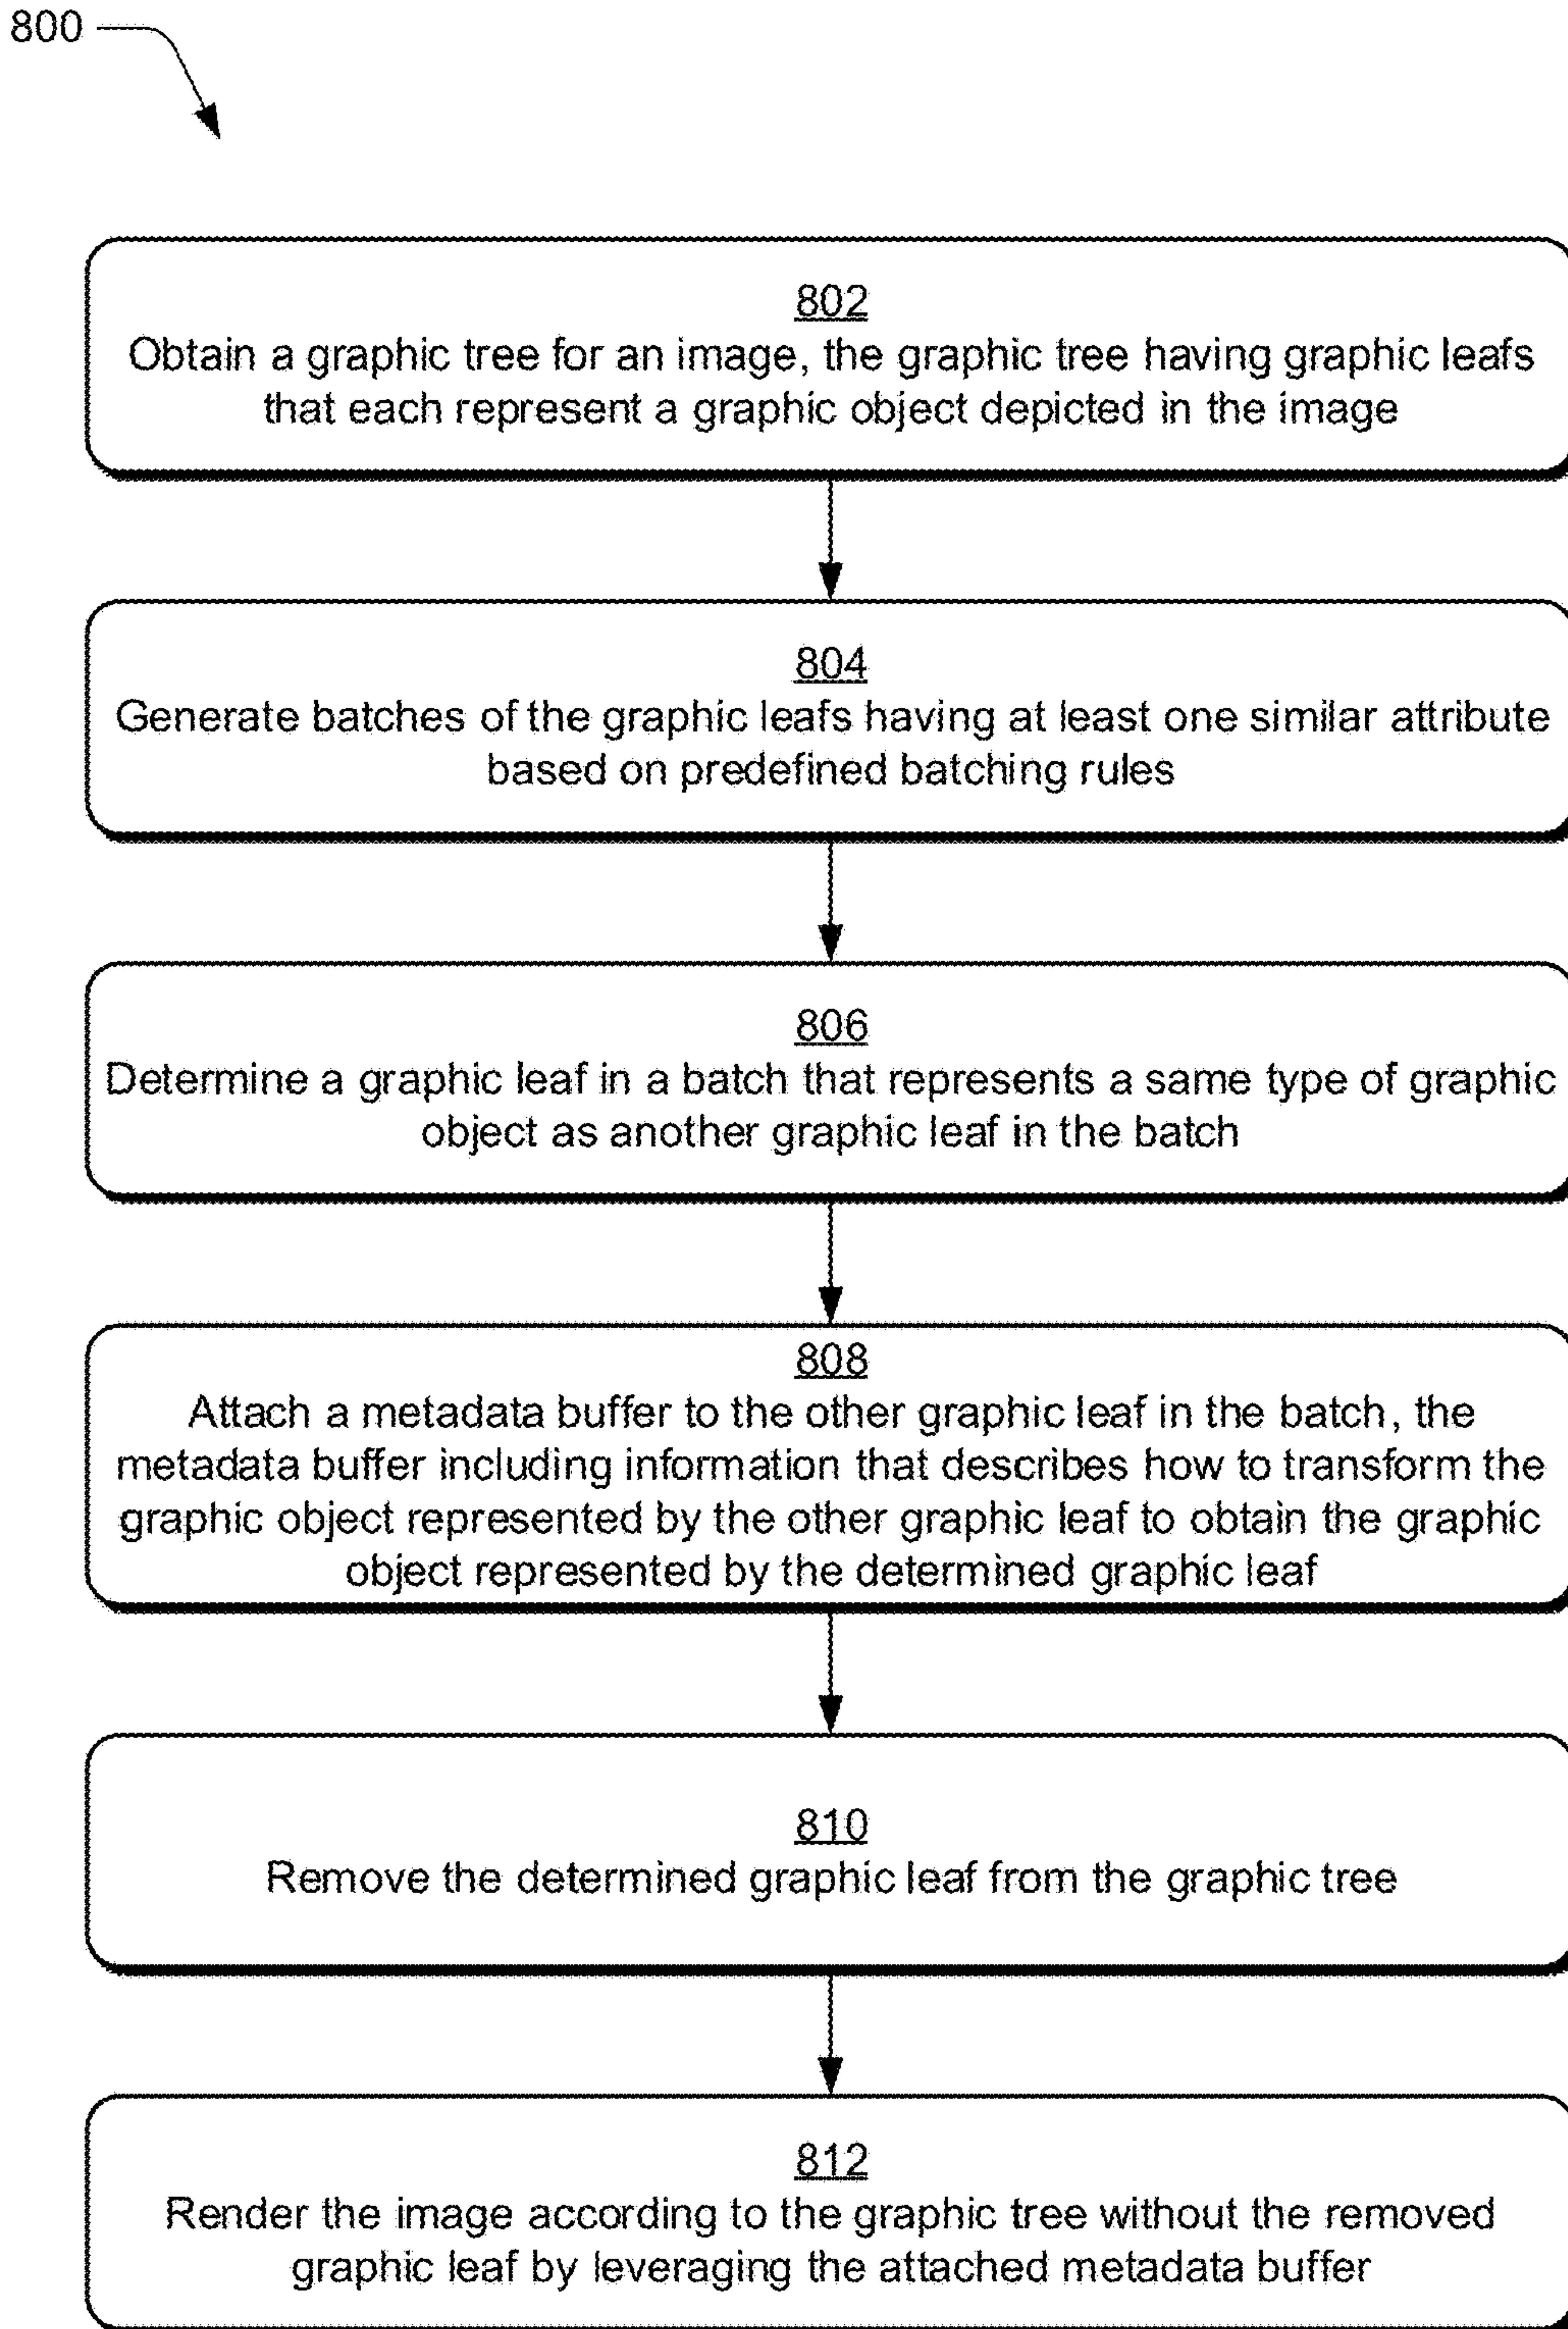 800
802
Obtain a graphic tree for an image, the graphic tree having graphic leafs
that each represent a graphic object depicted in the image
804
Generate batches of the graphic leafs having at least one similar attribute
based on predefined batching rules
806
Determine a graphic leaf in a batch that represents a same type of graphic
object as another graphic leaf in the batch
808
Attach a metadata buffer to the other graphic leaf in the batch, the
metadata buffer including information that describes how to transform the
graphic object represented by the other graphic leaf to obtain the graphic
object represented by the determined graphic leaf
810
Remove the determined graphic leaf from the graphic tree
812
Render the image according to the graphic tree without the removed
graphic leaf by leveraging the attached metadata buffer